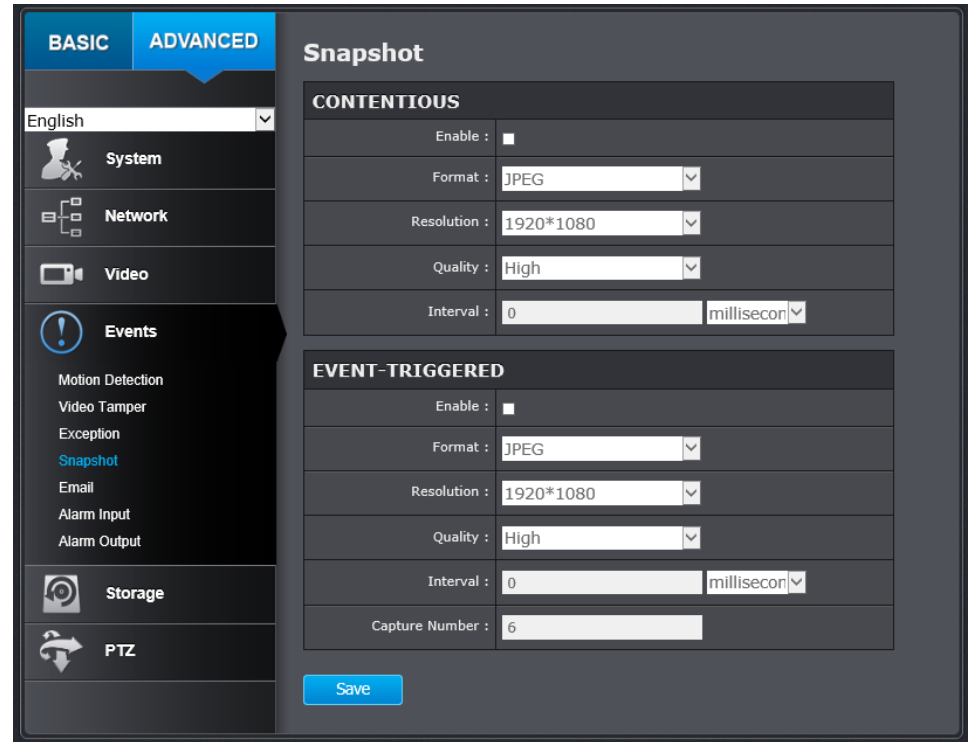 BASIC ADVANCED
English
System
Network
Video
Events
Motion Detection
Video Tamper
Exception
Snapshot
Email
Alarm Input
Alarm Output
Storage
PTZ
Snapshot
CONTENTIOUS
Enable :
Format : JPEG
Resolution : 1920*1080
Quality : High
Interval : 0 millisecon
EVENT-TRIGGERED
Enable :
Format : JPEG
Resolution : 1920*1080
Quality : High
Interval : 0 millisecon
Capture Number : 6
Save